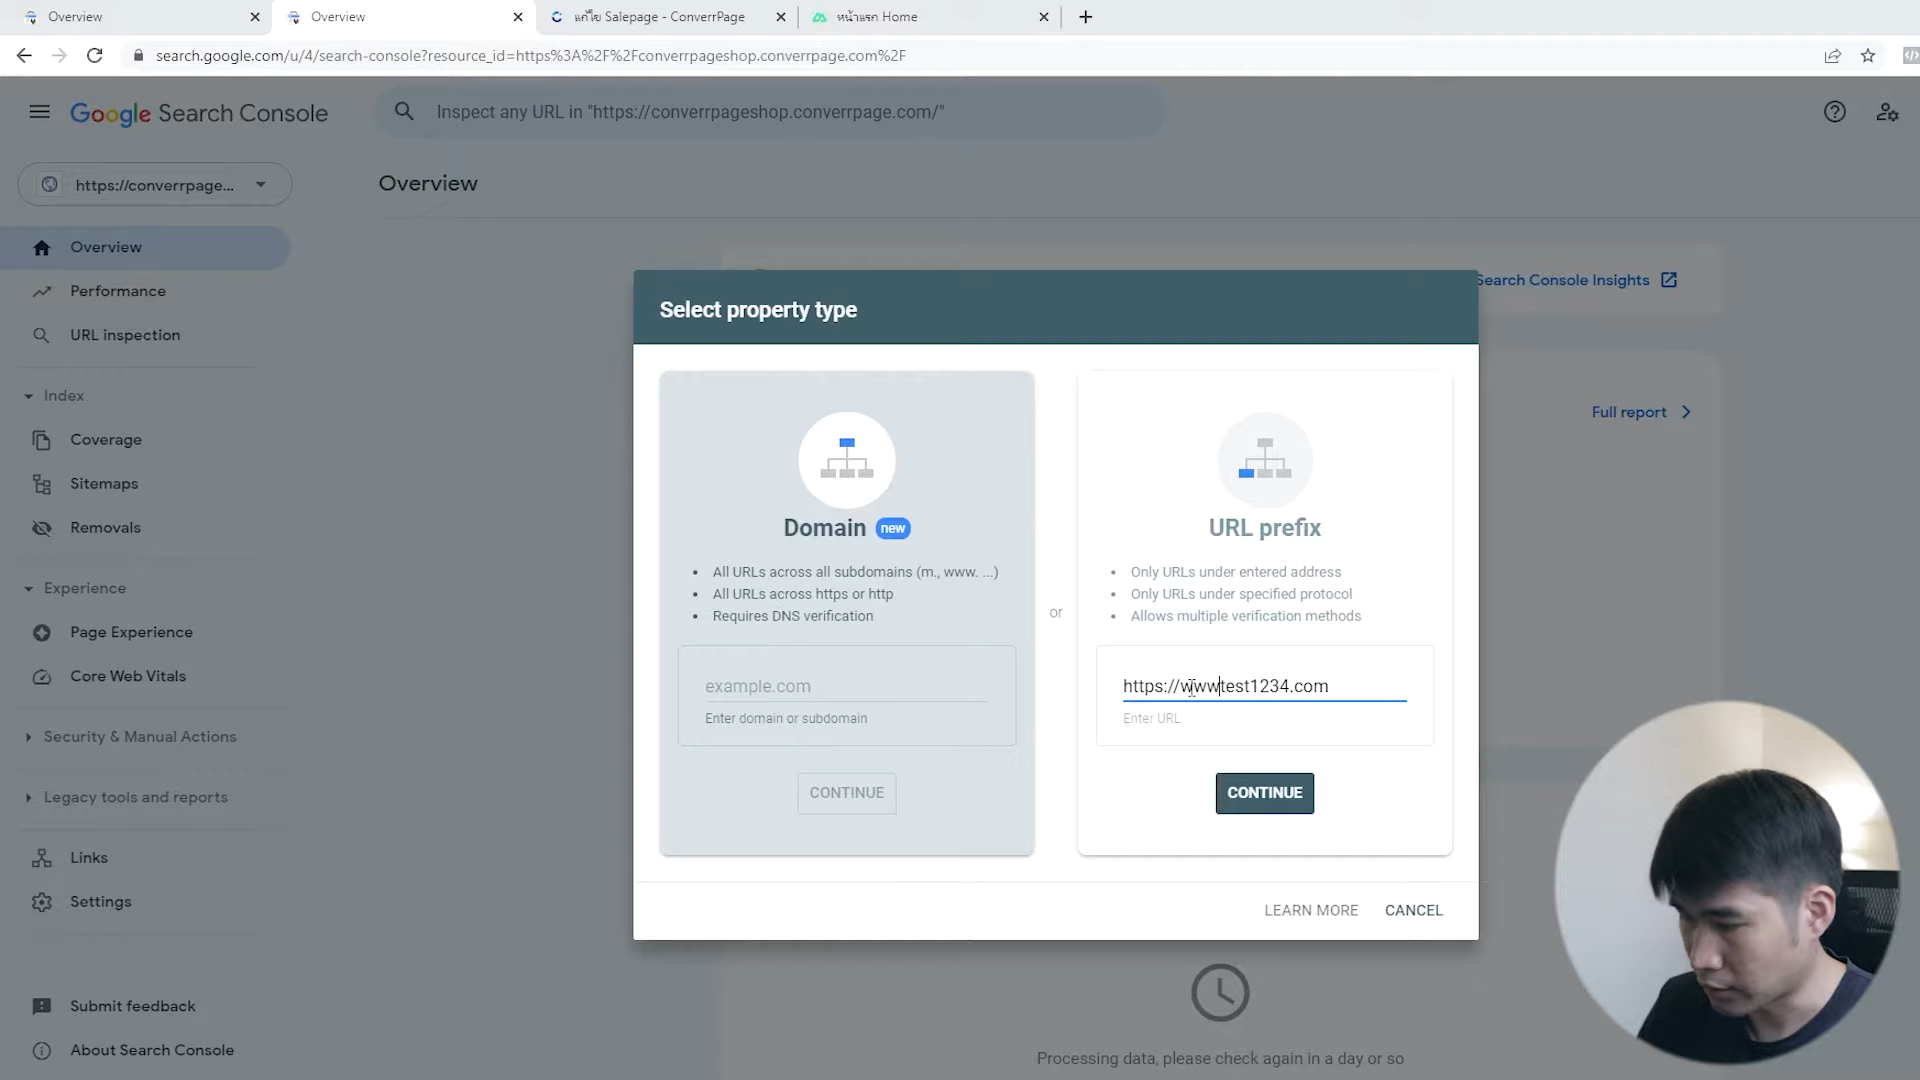 Overview
Overview
แก้ไข Salepage - ConverrPage
หน้าแรก Home
search.google.com/u/4/search-console?resource_id=https%3A%2F%2Fconverrpageshop.converrpage.com%2F
Google Search Console
Inspect any URL in "https://converrpageshop.converrpage.com/"
https://converrpage...
Overview
Overview
Performance
URL inspection
Index
Coverage
Sitemaps
Removals
Experience
Page Experience
Core Web Vitals
Security & Manual Actions
Legacy tools and reports
Links
Settings
Submit feedback
About Search Console
Search Console Insights
Full report
Select property type
Domain new
All URLs across all subdomains (m., www. ...)
All URLs across https or http
Requires DNS verification
example.com
Enter domain or subdomain
CONTINUE
or
URL prefix
Only URLs under entered address
Only URLs under specified protocol
Allows multiple verification methods
https://wwwtest1234.com
Enter URL
CONTINUE
LEARN MORE
CANCEL
Processing data, please check again in a day or so